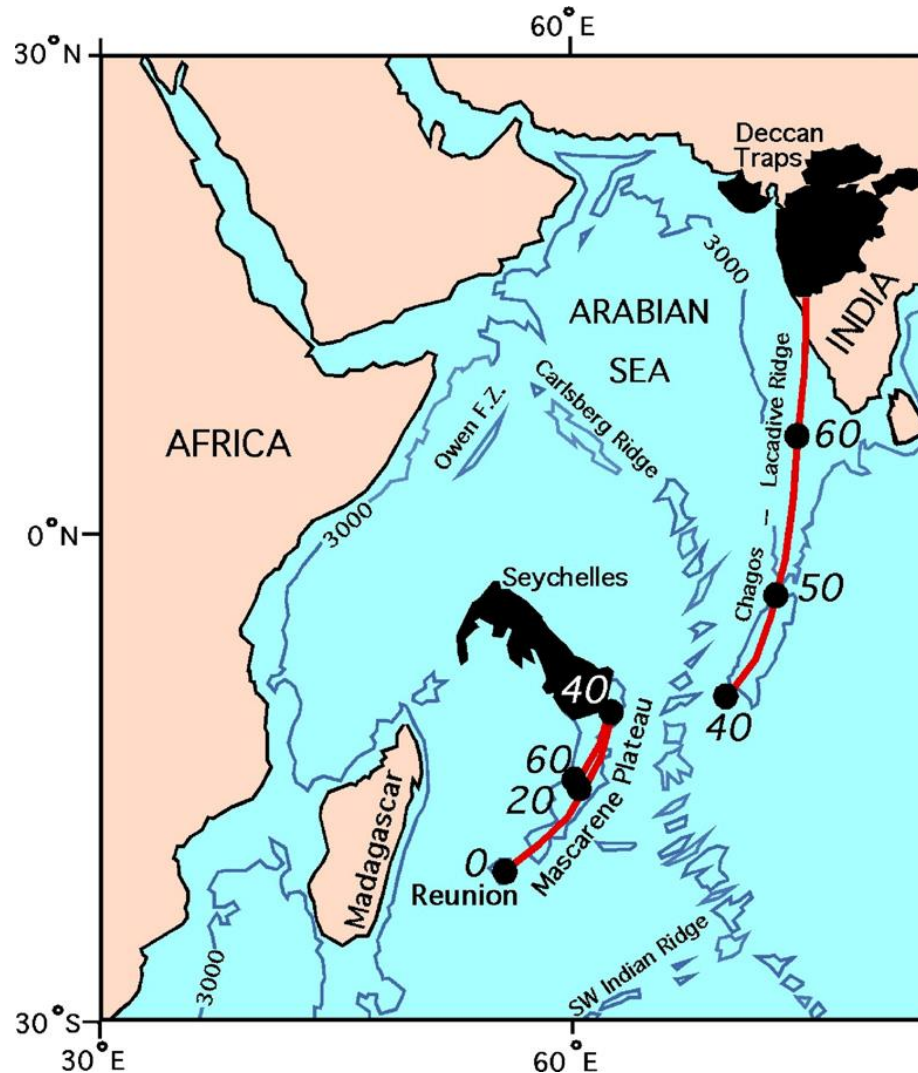 60°E
30°N
Deccan
Traps
3000
ARABIAN
SEA
INDIA
Carlsberg Ridge
Lacadive Ridge
Owen F.Z.
AFRICA
60
3000
0°N
Chagos –
Seychelles
50
40
40
60
20
Mascarene Plateau
0
Reunion
Madagascar
3000
SW Indian Ridge
30°S
30°E
60°E